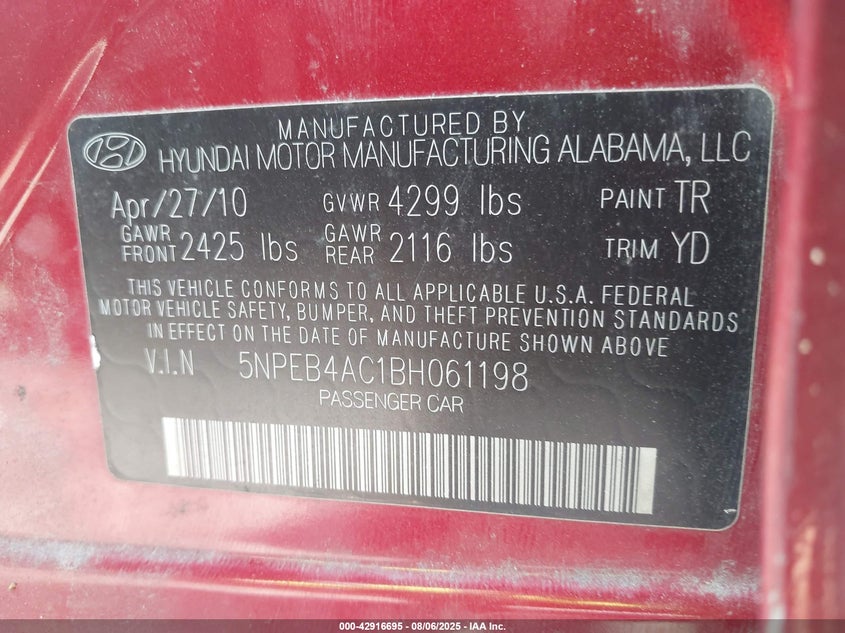 MANUFACTURED BY
HYUNDAI MOTOR MANUFACTURING ALABAMA, LLC
Apr/27/10 GVWR 4299 lbs PAINT TR
GAWR FRONT 2425 lbs GAWR REAR 2116 lbs TRIM YD
THIS VEHICLE CONFORMS TO ALL APPLICABLE U.S.A. FEDERAL
MOTOR VEHICLE SAFETY, BUMPER, AND THEFT PREVENTION STANDARDS
IN EFFECT ON THE DATE OF MANUFACTURE SHOWN ABOVE
V.I.N 5NPEB4AC1BH061198
PASSENGER CAR
000-42916695 - 08/06/2025 - IAA Inc.